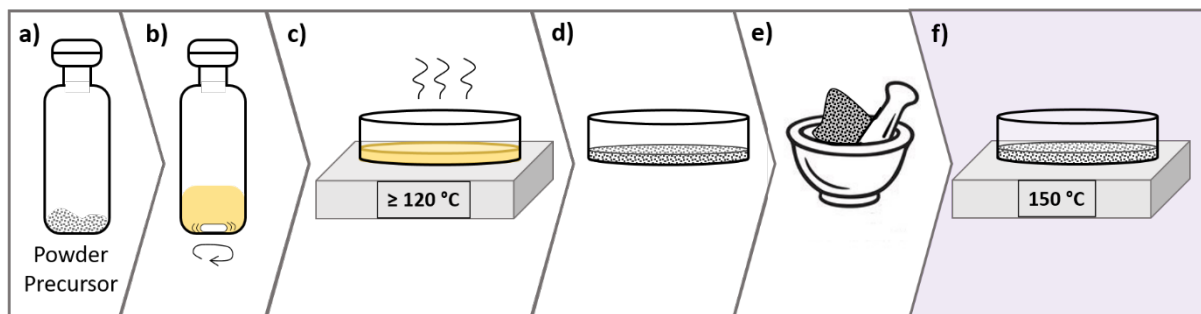 a)
b)
c)
d)
e)
f)
≥ 120 °C
150 °C
Powder
Precursor